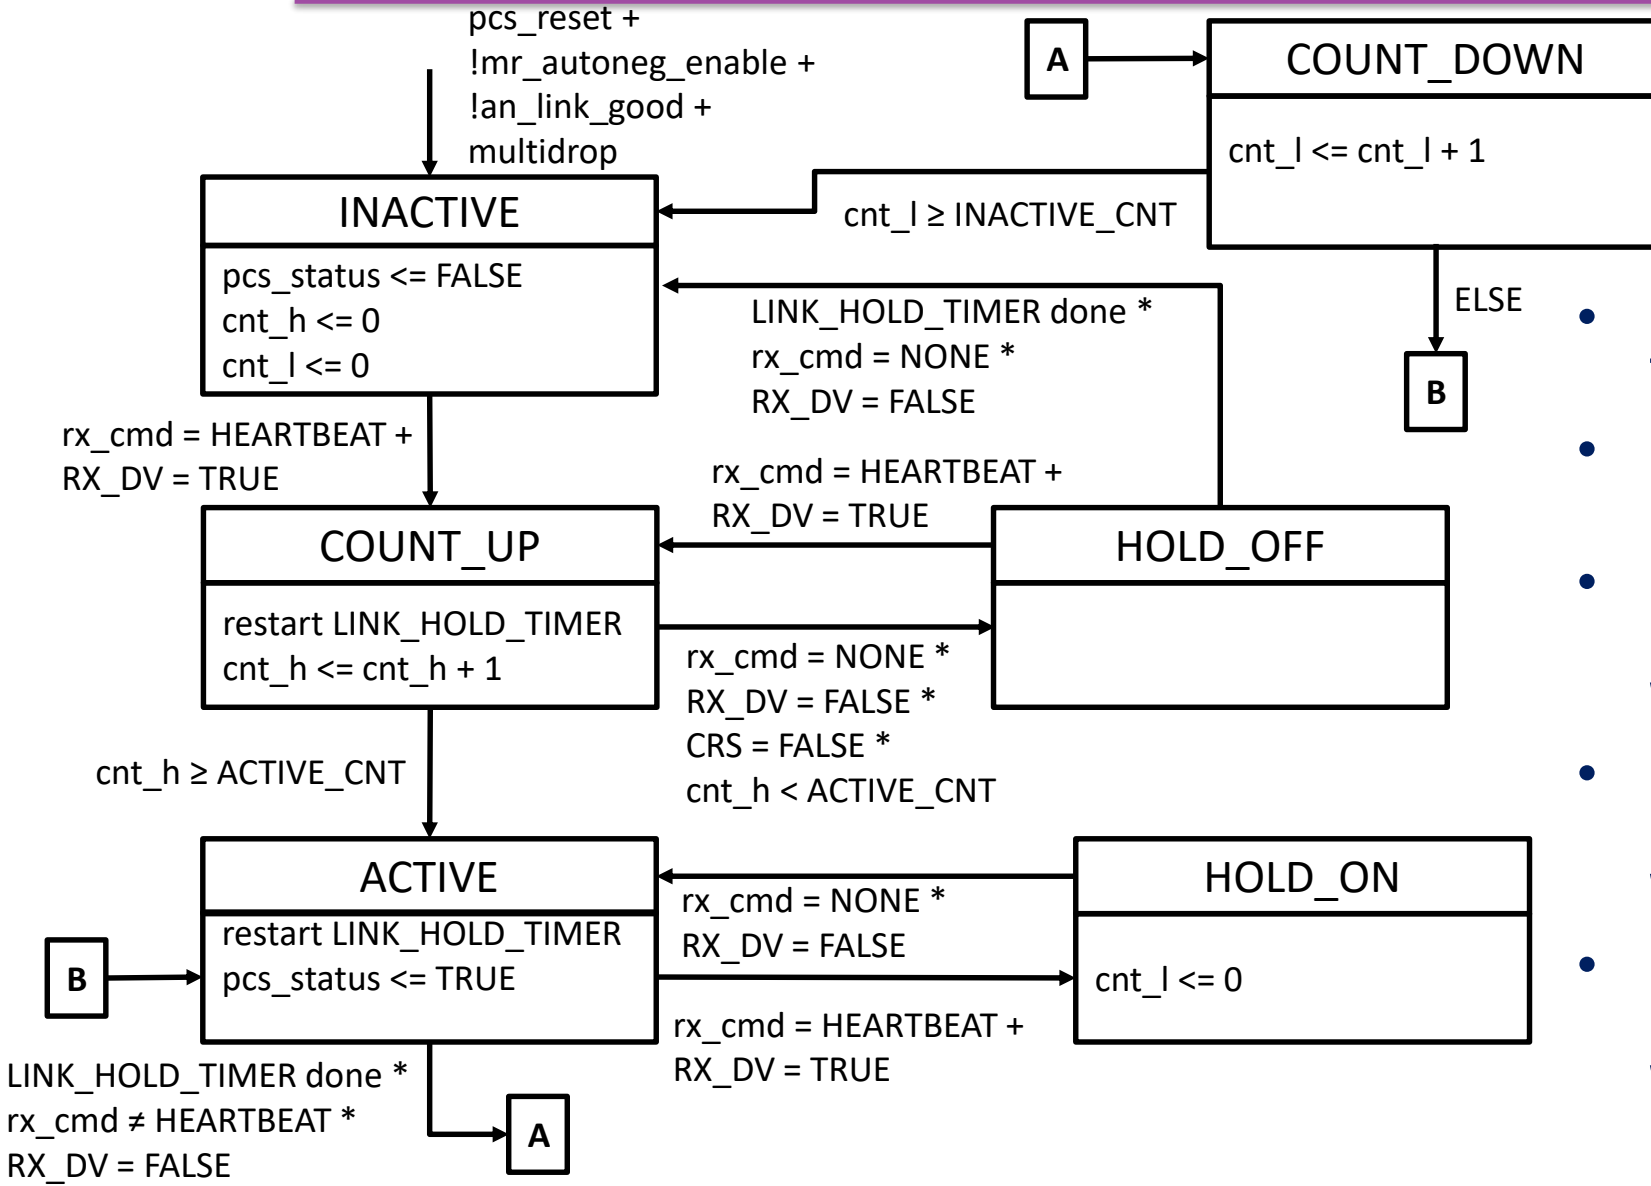 pcs_reset +
!mr_autoneg_enable +
!an_link_good +
multidrop
A
COUNT_DOWN
cnt_l <= cnt_l + 1
INACTIVE
pcs_status <= FALSE
cnt_h <= 0
cnt_l <= 0
cnt_l ≥ INACTIVE_CNT
ELSE
B
LINK_HOLD_TIMER done *
rx_cmd = NONE *
RX_DV = FALSE
rx_cmd = HEARTBEAT +
RX_DV = TRUE
rx_cmd = HEARTBEAT +
RX_DV = TRUE
COUNT_UP
restart LINK_HOLD_TIMER
cnt_h <= cnt_h + 1
HOLD_OFF
rx_cmd = NONE *
RX_DV = FALSE *
CRS = FALSE *
cnt_h < ACTIVE_CNT
cnt_h ≥ ACTIVE_CNT
ACTIVE
restart LINK_HOLD_TIMER
pcs_status <= TRUE
rx_cmd = NONE *
RX_DV = FALSE
HOLD_ON
cnt_l <= 0
B
rx_cmd = HEARTBEAT +
RX_DV = TRUE
LINK_HOLD_TIMER done *
rx_cmd ≠ HEARTBEAT *
RX_DV = FALSE
A